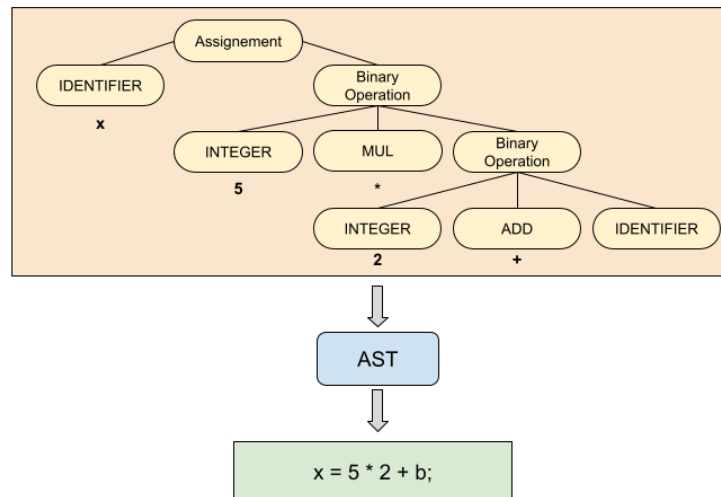 Assignement
IDENTIFIER
x
Binary
Operation
INTEGER
5
MUL
*
Binary
Operation
INTEGER
2
ADD
+
IDENTIFIER
AST
x = 5 * 2 + b;